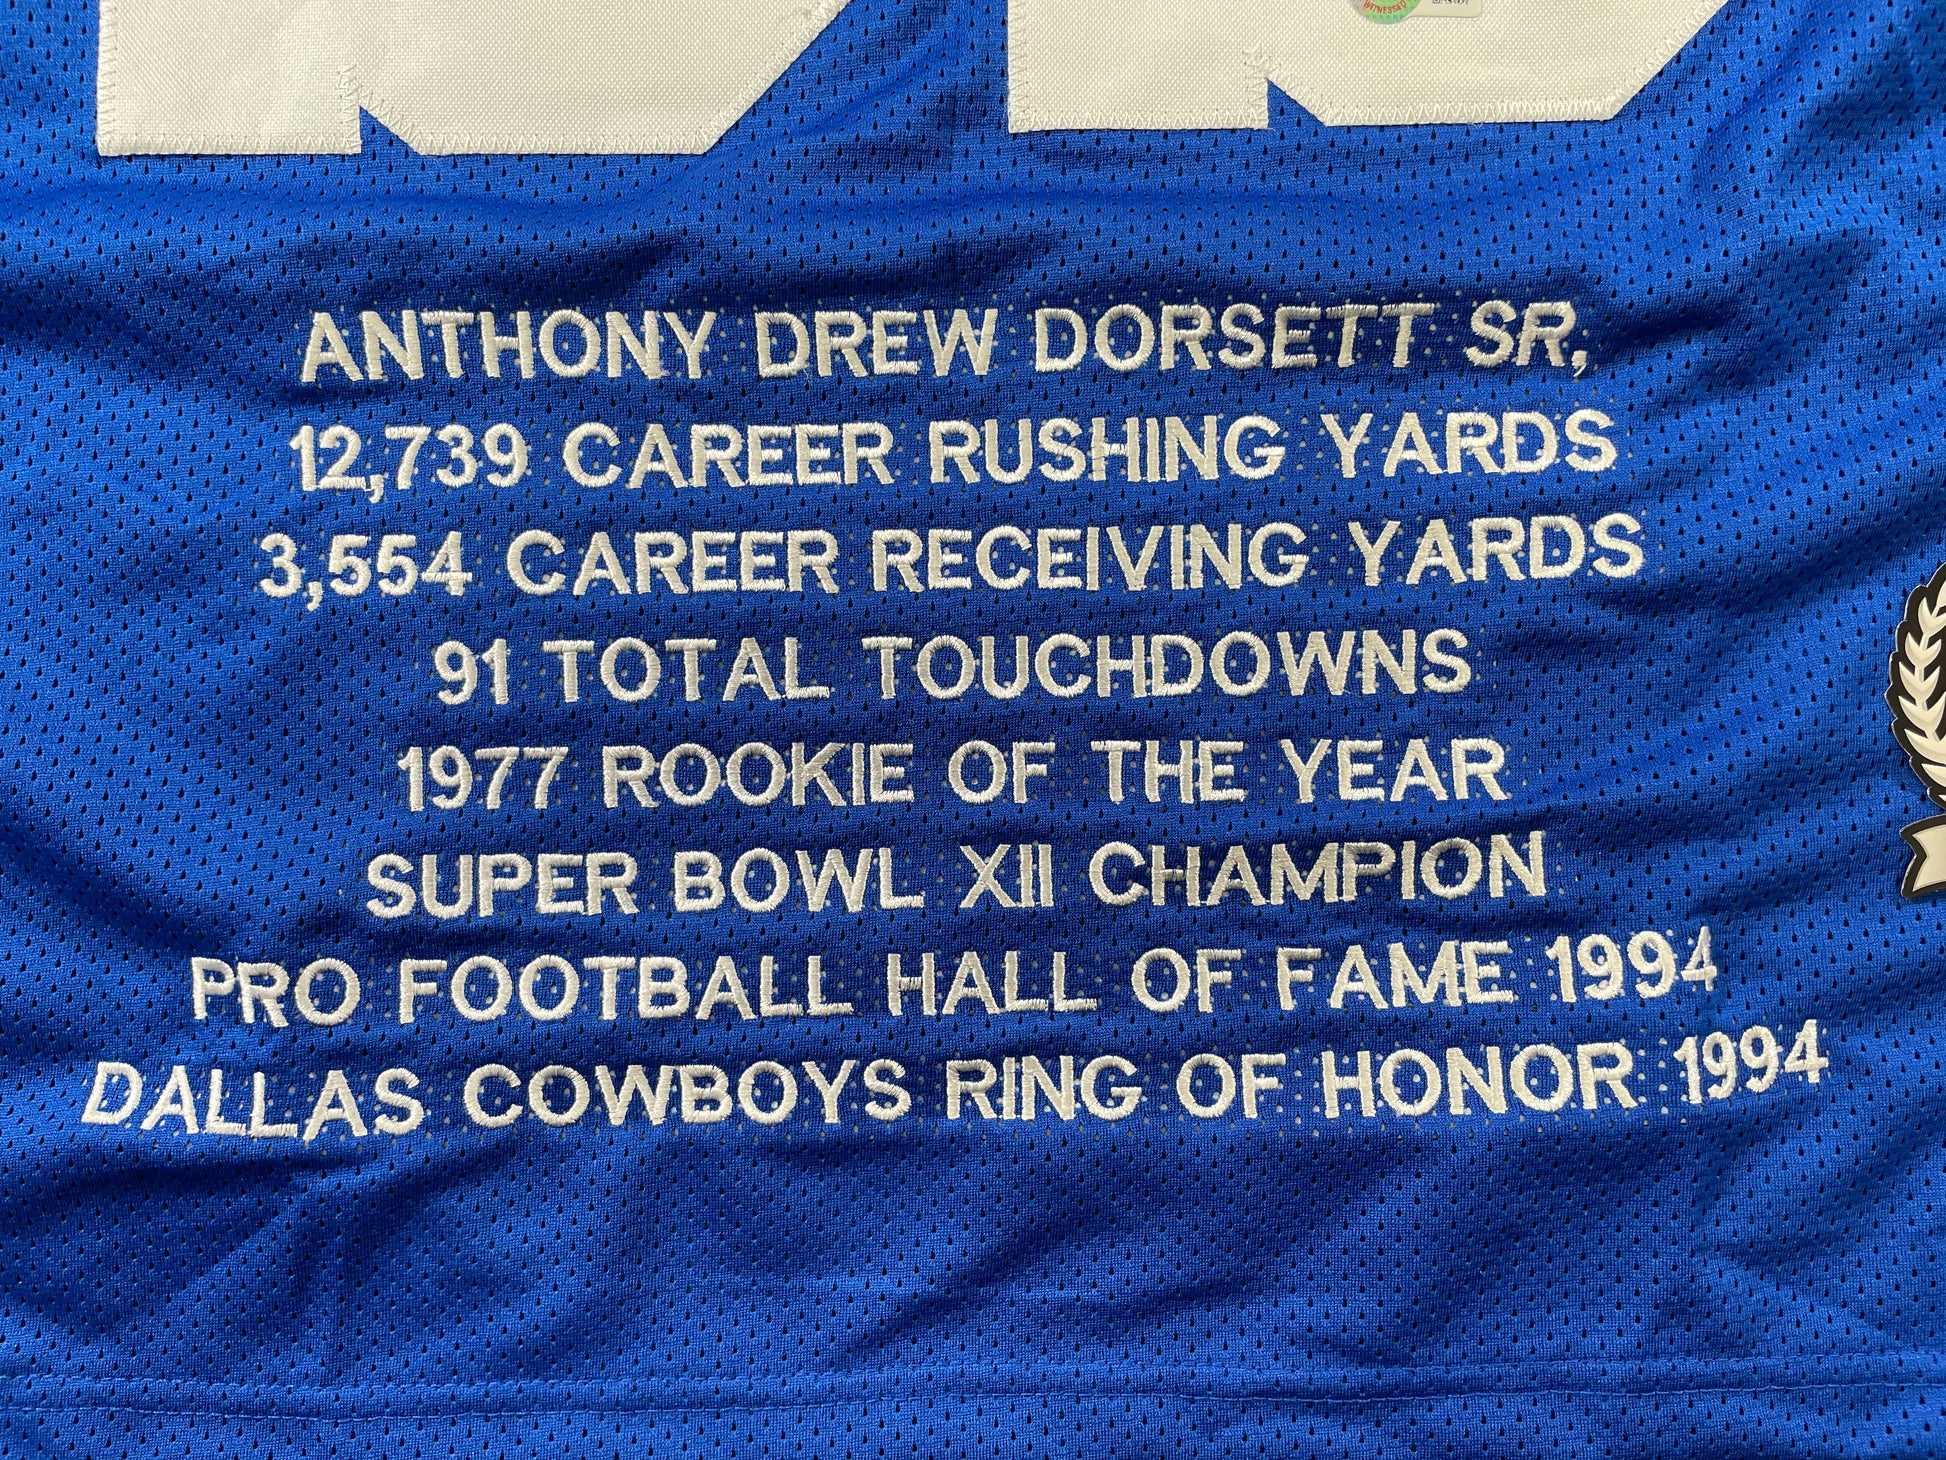 WITNESSED
ANTHONY DREW DORSETT SR,
12,739 CAREER RUSHING YARDS
3,554 CAREER RECEIVING YARDS
91 TOTAL TOUCHDOWNS
1977 ROOKIE OF THE YEAR
SUPER BOWL XII CHAMPION
PRO FOOTBALL HALL OF FAME 1994
DALLAS COWBOYS RING OF HONOR 1994